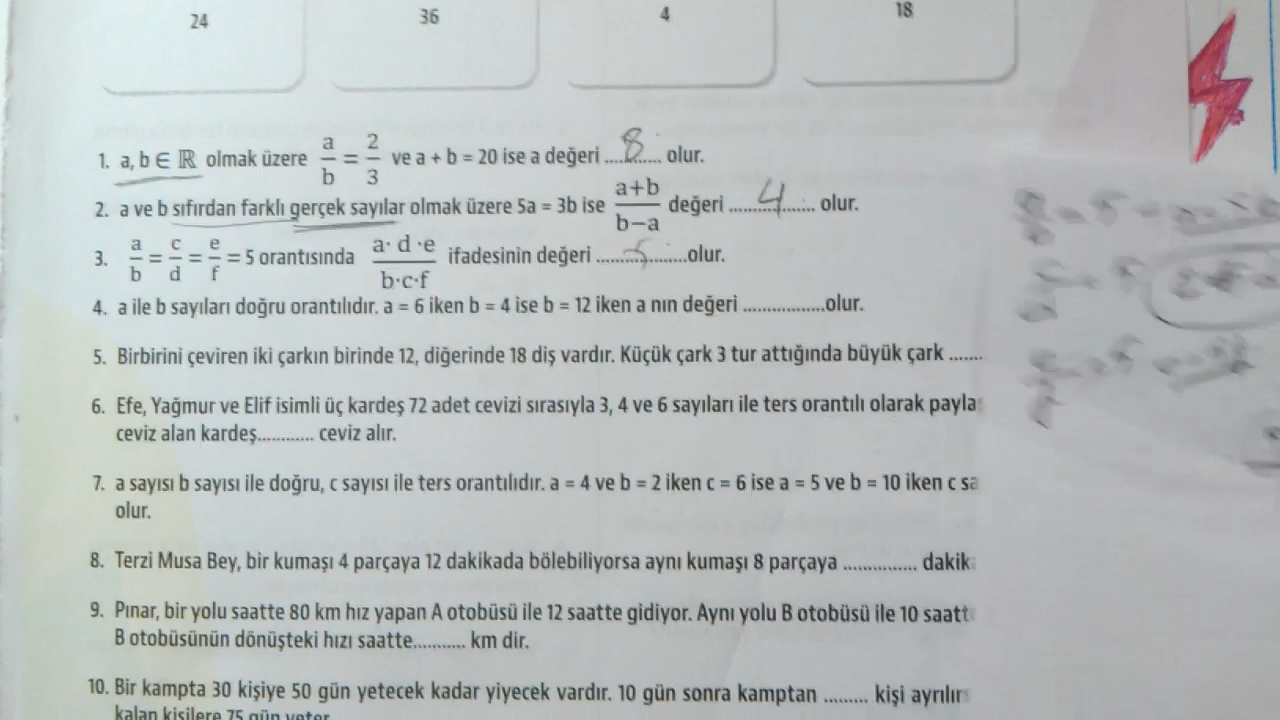 24 36 4 18
1. a, b ∈ ℝ olmak üzere a/b = 2/3 ve a + b = 20 ise a değeri ....8..... olur.
2. a ve b sıfırdan farklı gerçek sayılar olmak üzere 5a = 3b ise a+b/b−a değeri .......4....... olur.
3. a/b = c/d = e/f = 5 orantısında a· d ·e/b·c·f ifadesinin değeri ........5........olur.
4. a ile b sayıları doğru orantılıdır. a = 6 iken b = 4 ise b = 12 iken a nın değeri .................olur.
5. Birbirini çeviren iki çarkın birinde 12, diğerinde 18 diş vardır. Küçük çark 3 tur attığında büyük çark .......
6. Efe, Yağmur ve Elif isimli üç kardeş 72 adet cevizi sırasıyla 3, 4 ve 6 sayıları ile ters orantılı olarak payla
ceviz alan kardeş............ ceviz alır.
7. a sayısı b sayısı ile doğru, c sayısı ile ters orantılıdır. a = 4 ve b = 2 iken c = 6 ise a = 5 ve b = 10 iken c sa
olur.
8. Terzi Musa Bey, bir kumaşı 4 parçaya 12 dakikada bölebiliyorsa aynı kumaşı 8 parçaya ............... dakik
9. Pınar, bir yolu saatte 80 km hız yapan A otobüsü ile 12 saatte gidiyor. Aynı yolu B otobüsü ile 10 saatt
B otobüsünün dönüşteki hızı saatte........... km dir.
10. Bir kampta 30 kişiye 50 gün yetecek kadar yiyecek vardır. 10 gün sonra kamptan ......... kişi ayrılır
kalan kişilere 75 gün yeter.